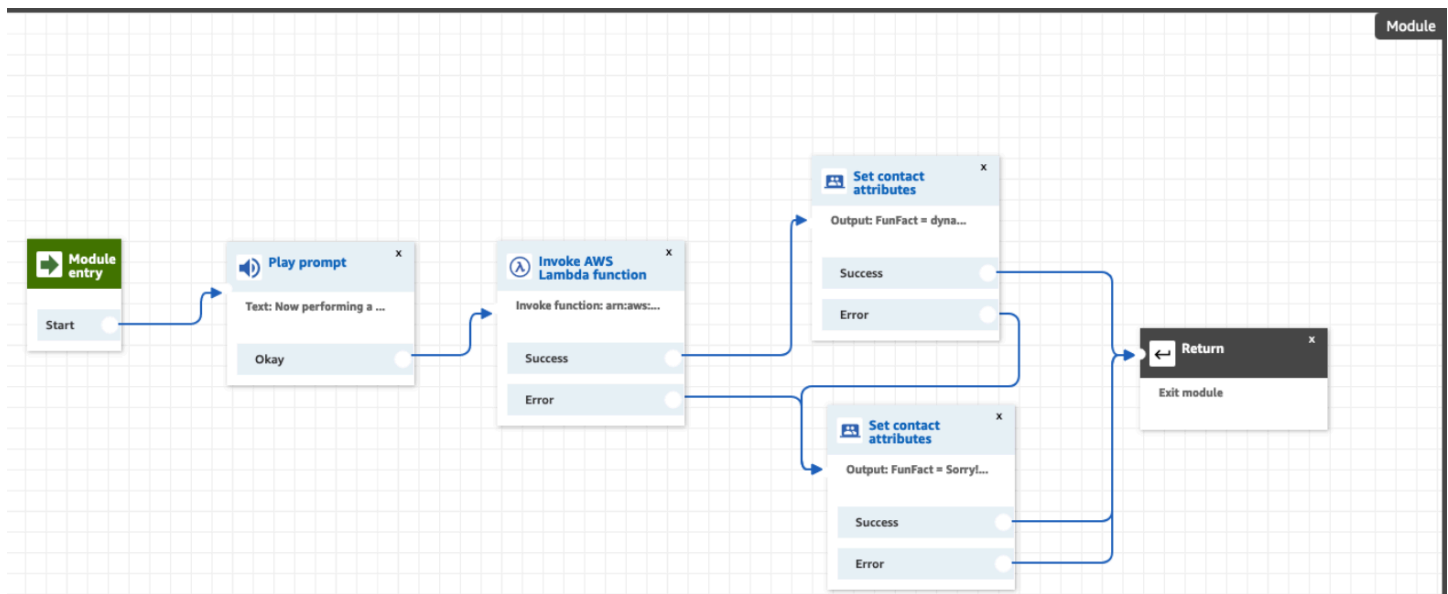 Module
Module
entry
Start
Play prompt
x
Text: Now performing a ...
Okay
Invoke AWS
Lambda function
x
Invoke function: arn:aws:...
Success
Error
Set contact
attributes
x
Output: FunFact = dyna...
Success
Error
Set contact
attributes
x
Output: FunFact = Sorry!...
Success
Error
Return
x
Exit module